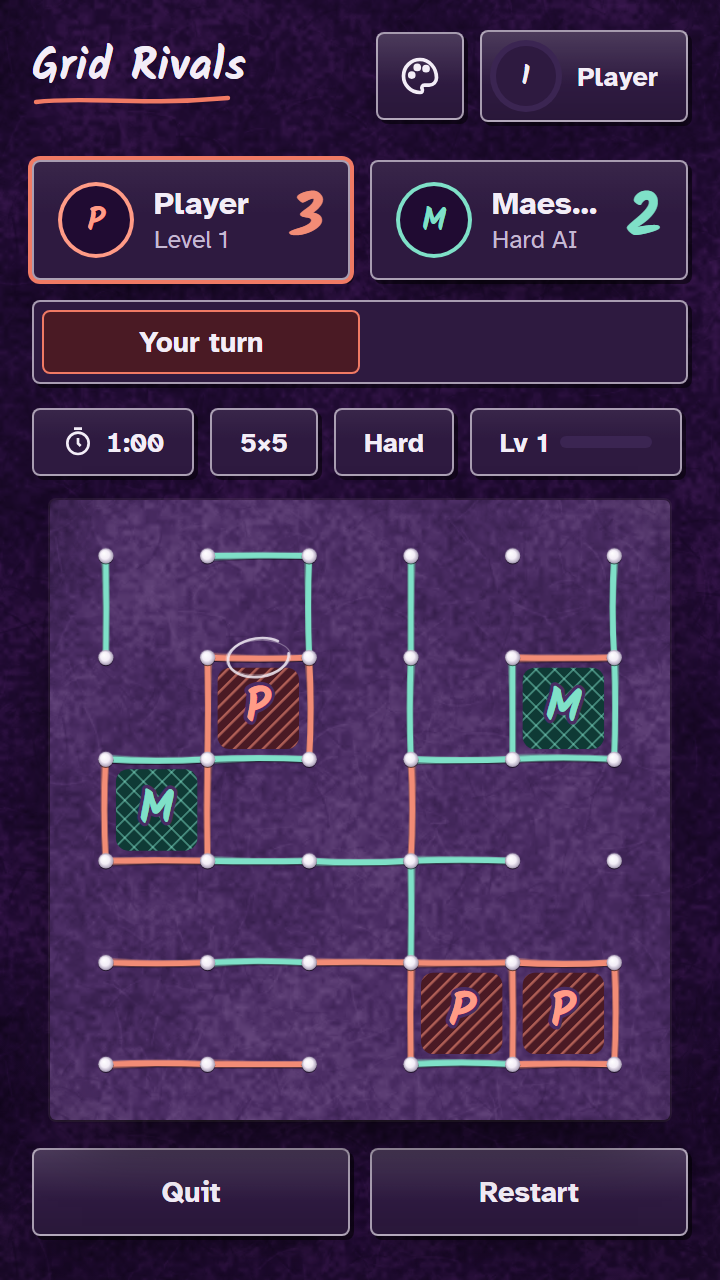 Grid Rivals
1
Player
P
Player
Level 1
3
M
Maes...
Hard AI
2
Your turn
1:00
5×5
Hard
Lv 1
P
M
M
P
P
Quit
Restart